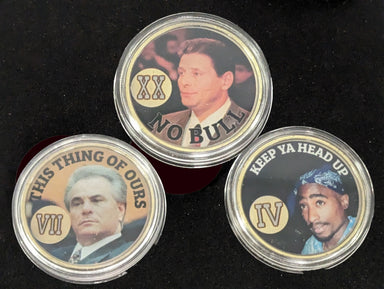 XX
NO BULL
THIS THING OF OURS
VII
KEEP YA HEAD UP
IV